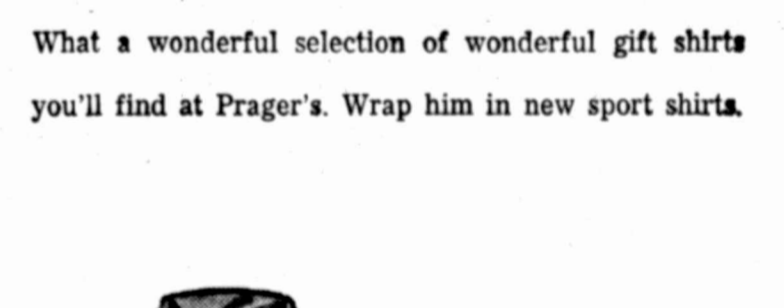 What a wonderful selection of wonderful gift shirts
you'll find at Prager's. Wrap him in new sport shirts.